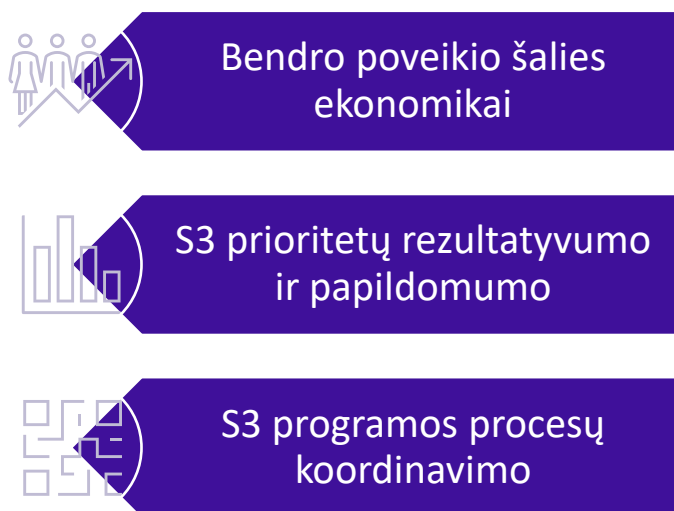 Bendro poveikio šalies
ekonomikai
S3 prioritetų rezultatyvumo
ir papildomumo
S3 programos procesų
koordinavimo